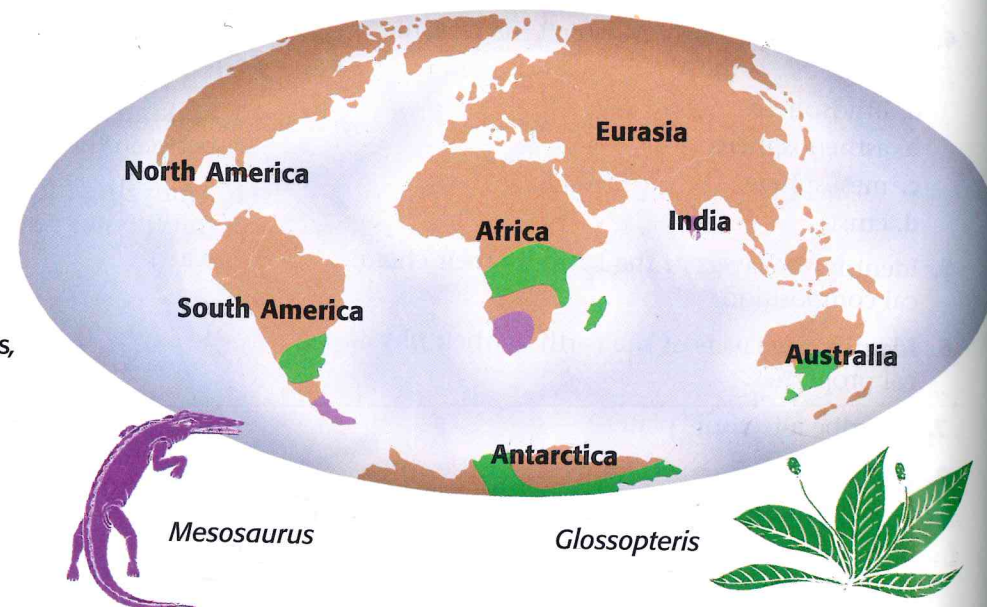 North America
Eurasia
Africa
India
South America
s,
Australia
Antarctica
Mesosaurus
Glossopteris